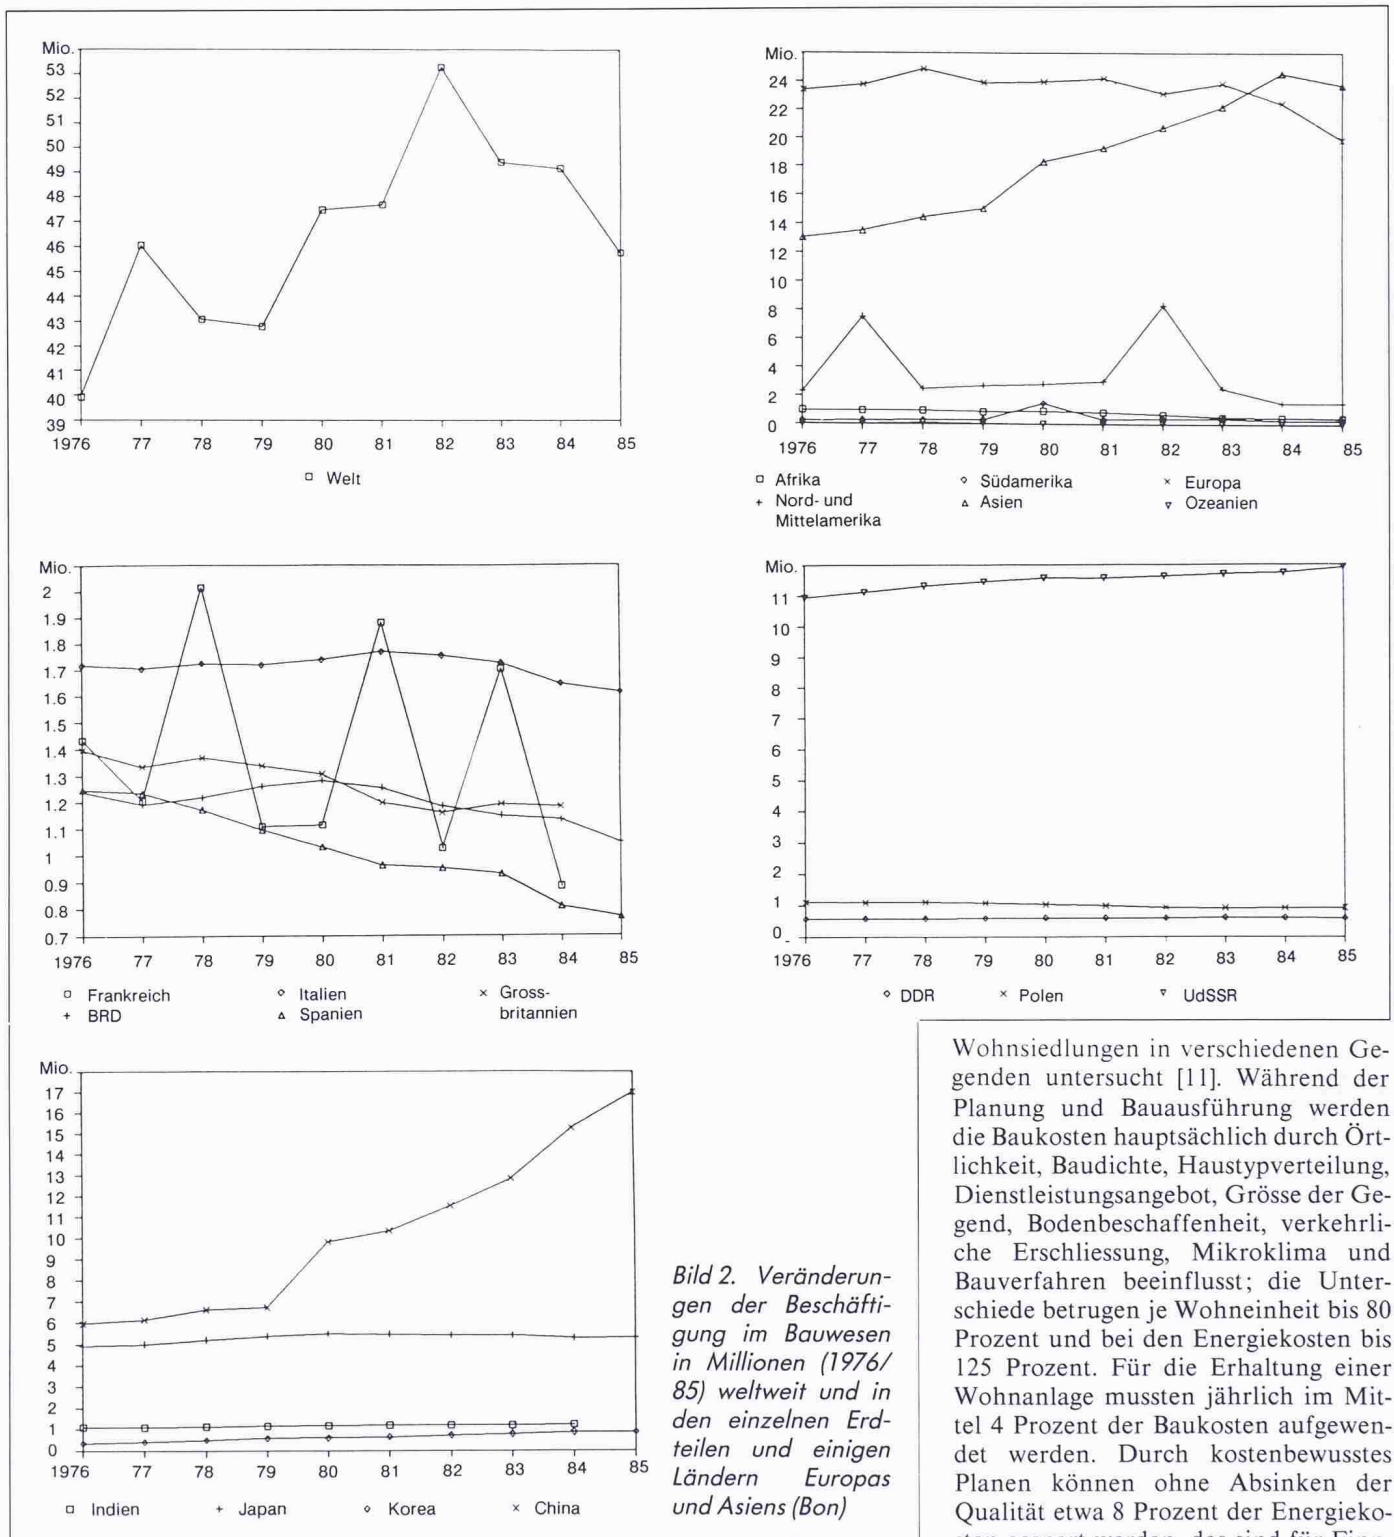 Mio.
53
52
51
50
49
48
47
46
45
44
43
42
41
40
39
1976 77 78 79 80 81 82 83 84 85
Welt
Mio.
24
22
20
18
16
14
12
10
8
6
4
2
0
1976 77 78 79 80 81 82 83 84 85
Afrika Südamerika Europa
Nord- und Asien Ozeanien
Mittelamerika
Mio.
2
1.9
1.8
1.7
1.6
1.5
1.4
1.3
1.2
1.1
1
0.9
0.8
0.7
1976 77 78 79 80 81 82 83 84 85
Frankreich Italien Gross-
BRD Spanien britannien
Mio.
11
10
9
8
7
6
5
4
3
2
1
0
1976 77 78 79 80 81 82 83 84 85
DDR Polen UdSSR
Mio.
17
16
15
14
13
12
11
10
9
8
7
6
5
4
3
2
1
0
1976 77 78 79 80 81 82 83 84 85
Indien Japan Korea China
Bild 2. Veränderun-
gen der Beschäfti-
gung im Bauwesen
in Millionen (1976/
85) weltweit und in
den einzelnen Erd-
teilen und einigen
Ländern Europas
und Asiens (Bon)
Wohnsiedlungen in verschiedenen Ge-
genden untersucht [11]. Während der
Planung und Bauausführung werden
die Baukosten hauptsächlich durch Ört-
lichkeit, Baudichte, Haustypverteilung,
Dienstleistungsangebot, Grösse der Ge-
gend, Bodenbeschaffenheit, verkehrli-
che Erschliessung, Mikroklima und
Bauverfahren beeinflusst; die Unter-
schiede betrugen je Wohneinheit bis 80
Prozent und bei den Energiekosten bis
125 Prozent. Für die Erhaltung einer
Wohnanlage mussten jährlich im Mit-
tel 4 Prozent der Baukosten aufgewen-
det werden. Durch kostenbewusstes
Planen können ohne Absinken der
Qualität etwa 8 Prozent der Energieko-